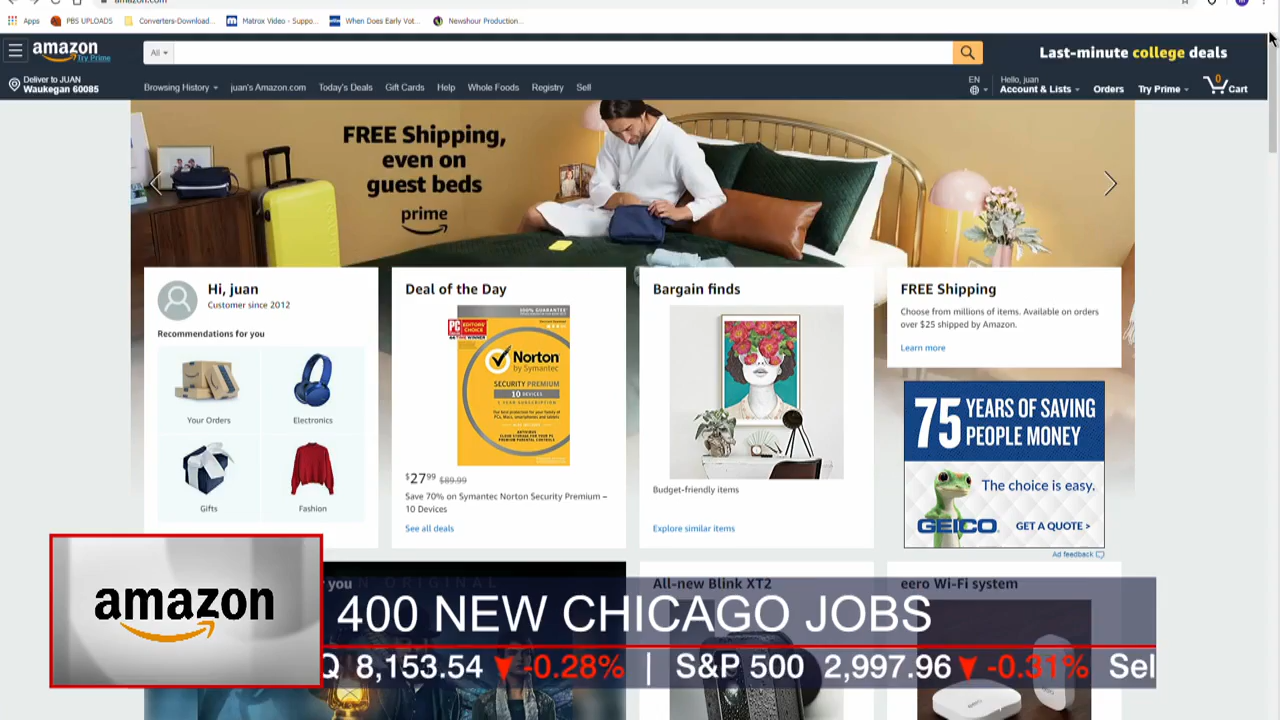 amazon.com
Apps PBS UPLOADS Converters-Download... Matrox Video - Suppo... When Does Early Vot... Newshour Production...
amazon
Try Prime
All
Last-minute college deals
Deliver to JUAN
Waukegan 60085
Browsing History juan's Amazon.com Today's Deals Gift Cards Help Whole Foods Registry Sell
EN
Hello, juan
Account & Lists Orders Try Prime 0 Cart
FREE Shipping,
even on
guest beds
prime
Hi, juan
Customer since 2012
Recommendations for you
Your Orders Electronics
Gifts Fashion
Deal of the Day
100% GUARANTEE
PC EDITORS' CHOICE
Norton
by Symantec
SECURITY PREMIUM
10 DEVICES
$27.99 $89.99
Save 70% on Symantec Norton Security Premium –
10 Devices
See all deals
Bargain finds
Budget-friendly items
Explore similar items
FREE Shipping
Choose from millions of items. Available on orders
over $25 shipped by Amazon.
Learn more
75 YEARS OF SAVING
PEOPLE MONEY
The choice is easy.
GEICO. GET A QUOTE >
Ad feedback
you
N ORIGINAL
All-new Blink XT2
eero Wi-Fi system
amazon
400 NEW CHICAGO JOBS
Q 8,153.54 ▼ -0.28% | S&P 500 2,997.96 ▼ -0.31% Sel